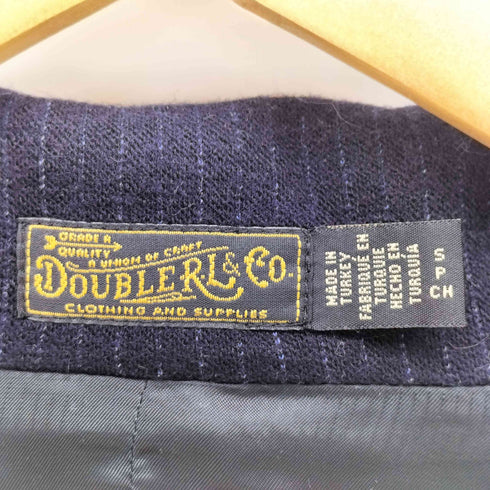 GRADE A
QUALITY
A UNION OF CRAFT
DOUBLE RL & CO.
CLOTHING AND SUPPLIES
MADE IN
TURKEY
FABRIQUÉ EN
TURQUIE
HECHO EN
TURQUIA
S
P
CH